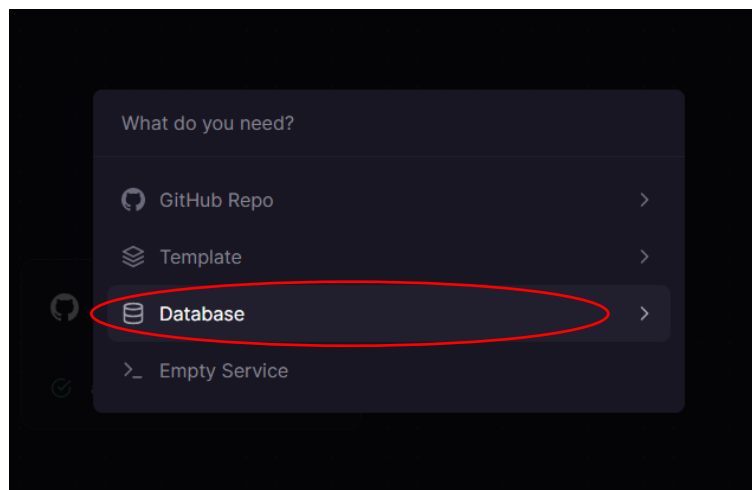 What do you need?
GitHub Repo
Template
Database
Empty Service